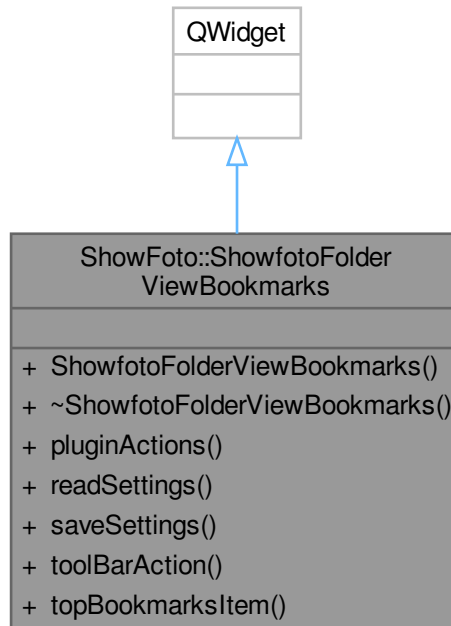 QWidget
ShowFoto::ShowfotoFolder
ViewBookmarks
+ ShowfotoFolderViewBookmarks()
+ ~ShowfotoFolderViewBookmarks()
+ pluginActions()
+ readSettings()
+ saveSettings()
+ toolBarAction()
+ topBookmarksItem()